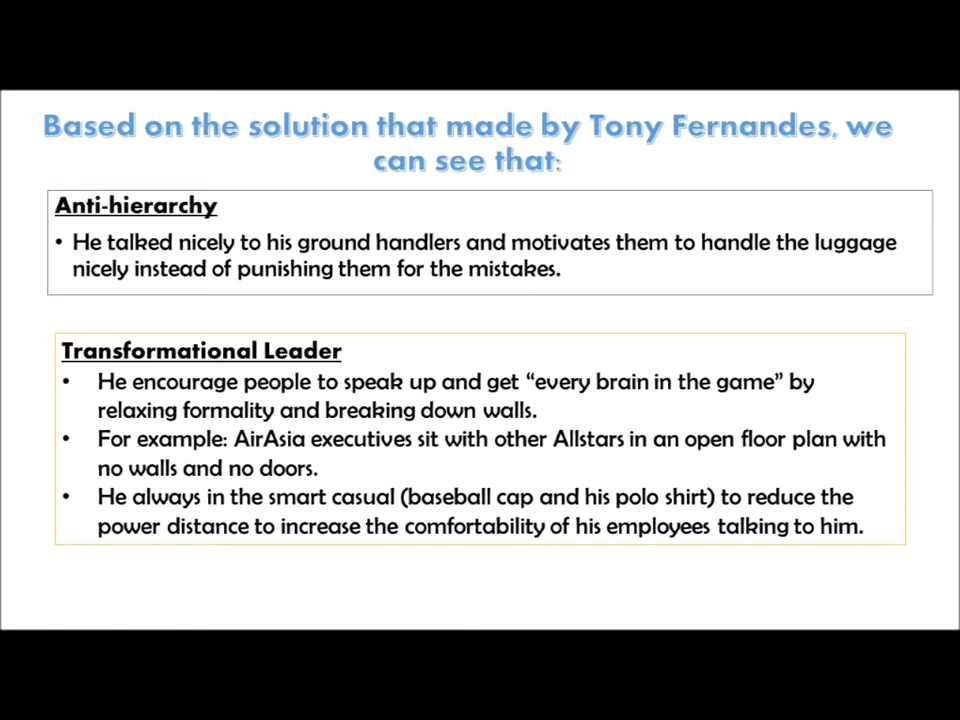 Based on the solution that made by Tony Fernandes, we
can see that:
Anti-hierarchy
• He talked nicely to his ground handlers and motivates them to handle the luggage
nicely instead of punishing them for the mistakes.
Transformational Leader
• He encourage people to speak up and get “every brain in the game” by
relaxing formality and breaking down walls.
• For example: AirAsia executives sit with other Allstars in an open floor plan with
no walls and no doors.
• He always in the smart casual (baseball cap and his polo shirt) to reduce the
power distance to increase the comfortability of his employees talking to him.